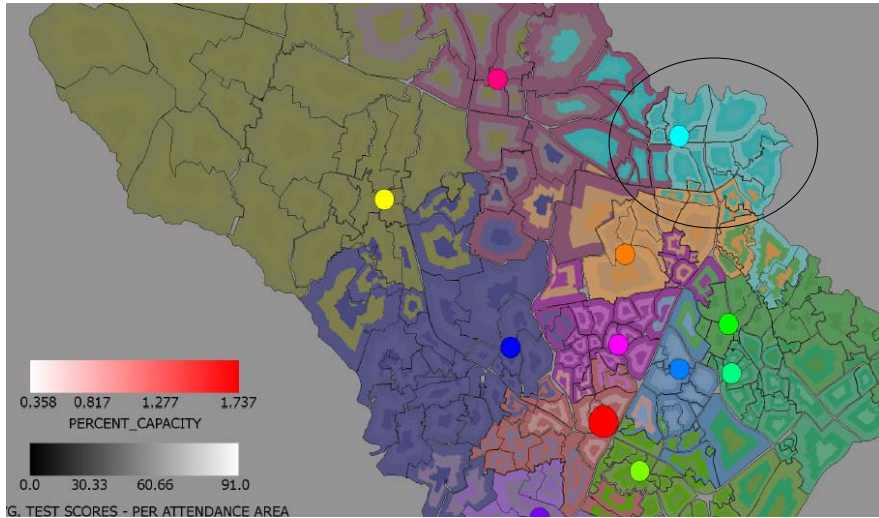 0.358 0.817 1.277 1.737
PERCENT_CAPACITY
0.0 30.33 60.66 91.0
G. TEST SCORES - PER ATTENDANCE AREA